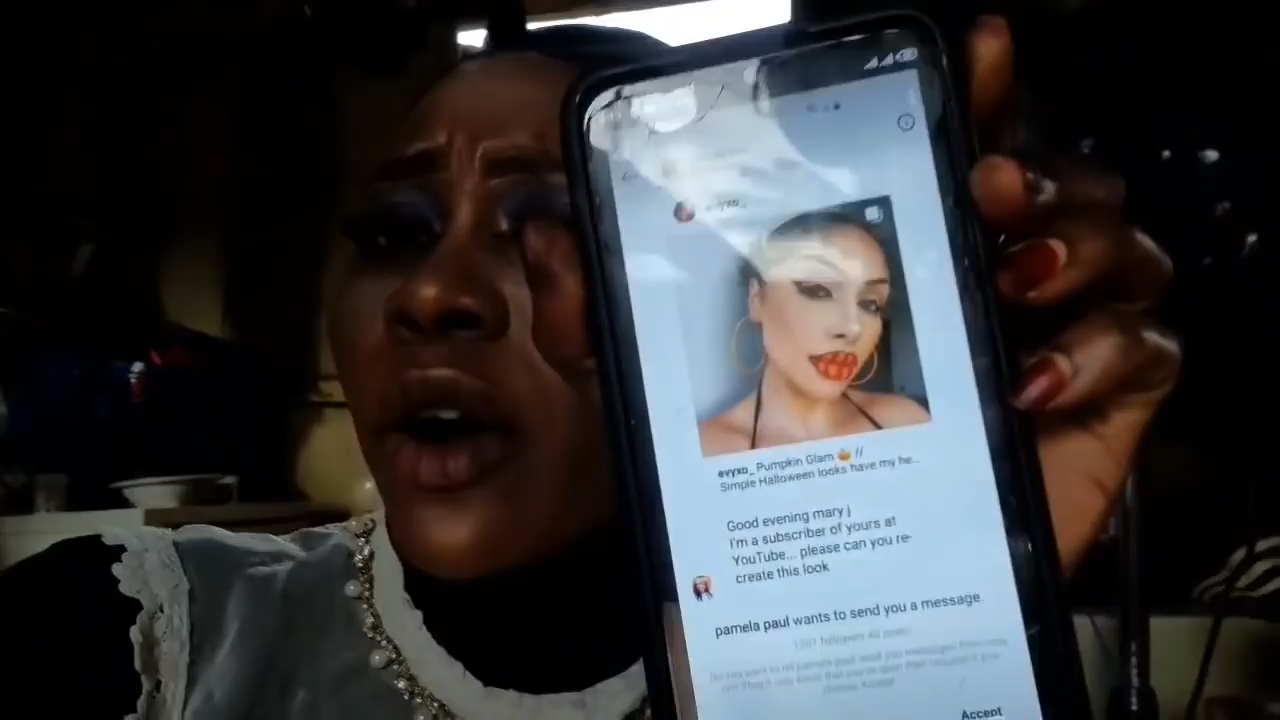 evyxo_ Pumpkin Glam 🎃 //
Simple Halloween looks have my he...
Good evening mary j
I'm a subscriber of yours at
YouTube... please can you re-
create this look
pamela paul wants to send you a message.
Accept